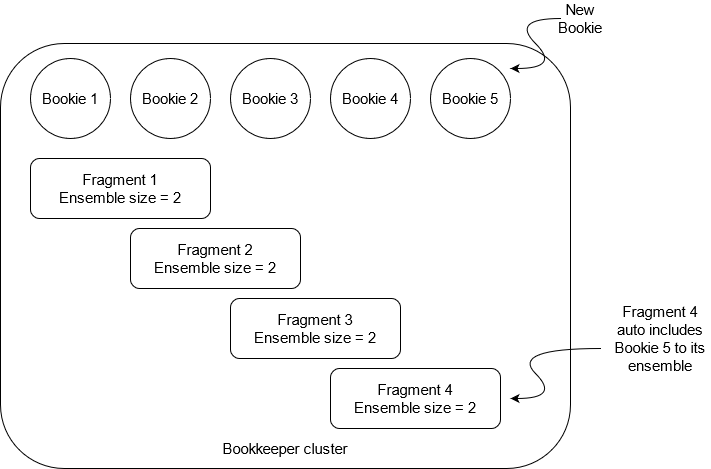 New
Bookie
Bookie 1
Bookie 2
Bookie 3
Bookie 4
Bookie 5
Fragment 1
Ensemble size = 2
Fragment 2
Ensemble size = 2
Fragment 3
Ensemble size = 2
Fragment 4
auto includes
Bookie 5 to its
ensemble
Fragment 4
Ensemble size = 2
Bookkeeper cluster